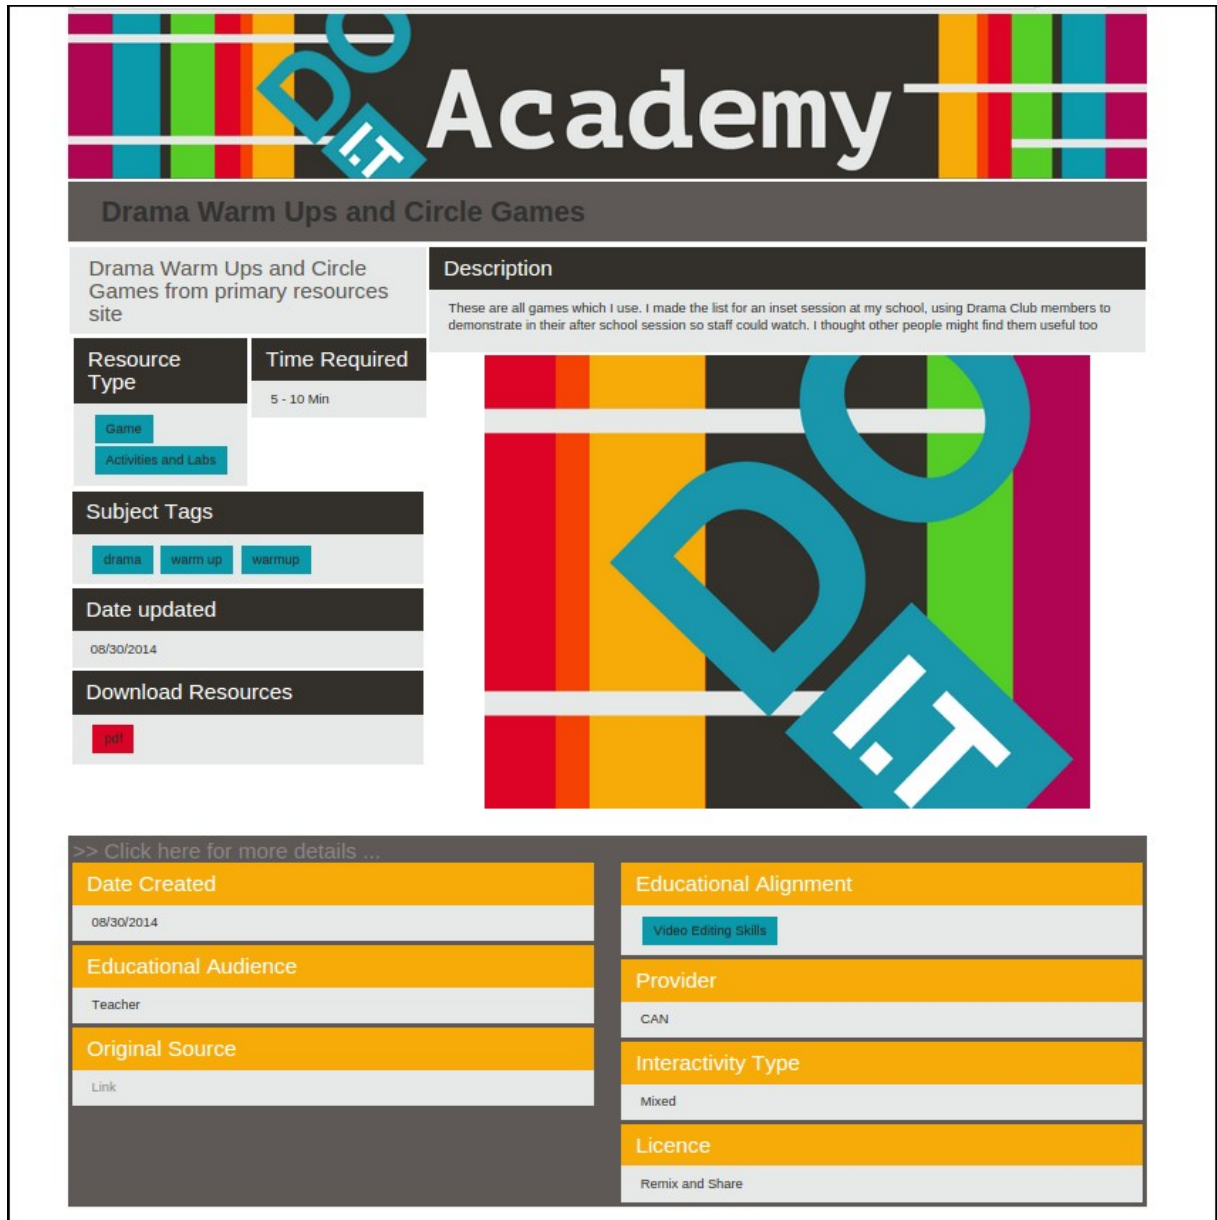 DO
I.T
Academy
Drama Warm Ups and Circle Games
Drama Warm Ups and Circle
Games from primary resources
site
Resource
Type
Game
Activities and Labs
Time Required
5 - 10 Min
Subject Tags
drama warm up warmup
Date updated
08/30/2014
Download Resources
pdf
Description
These are all games which I use. I made the list for an inset session at my school, using Drama Club members to
demonstrate in their after school session so staff could watch. I thought other people might find them useful too
DO
I.T
>> Click here for more details ...
Date Created
08/30/2014
Educational Audience
Teacher
Original Source
Link
Educational Alignment
Video Editing Skills
Provider
CAN
Interactivity Type
Mixed
Licence
Remix and Share